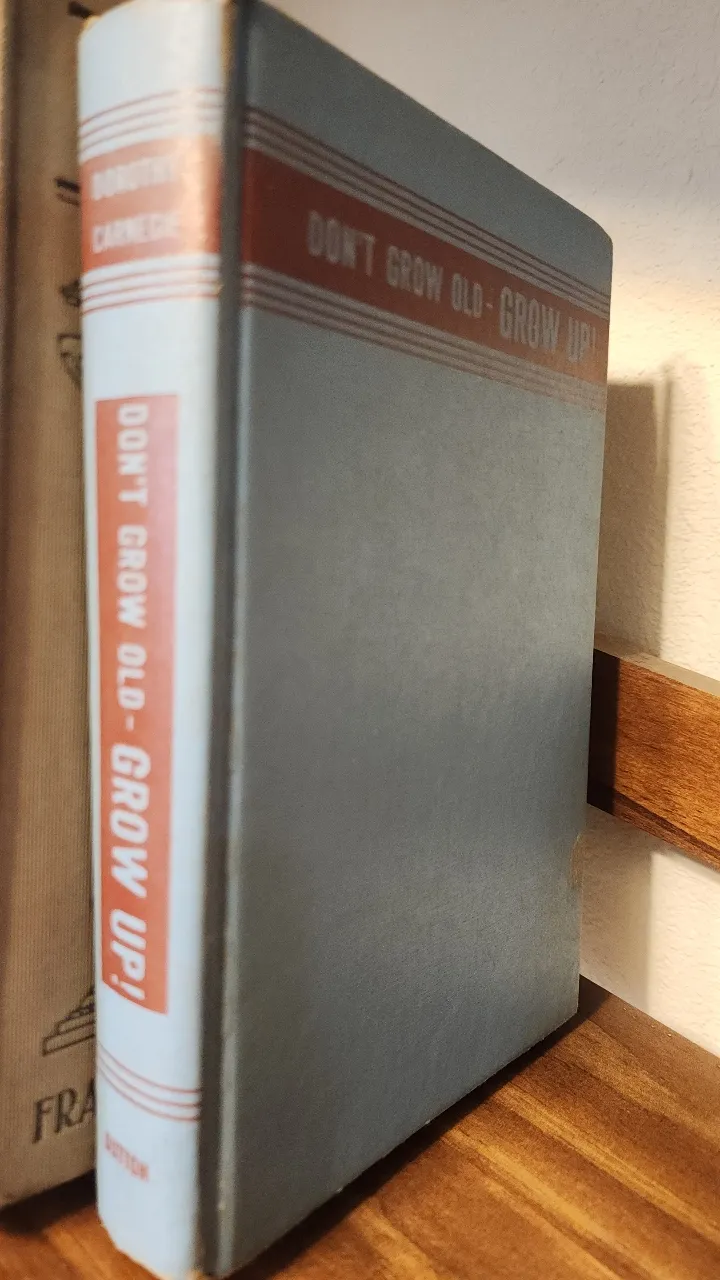 DOROTHY
CARNEGIE
DON'T GROW OLD - GROW UP!
DUTTON
DON'T GROW OLD - GROW UP!
FRA